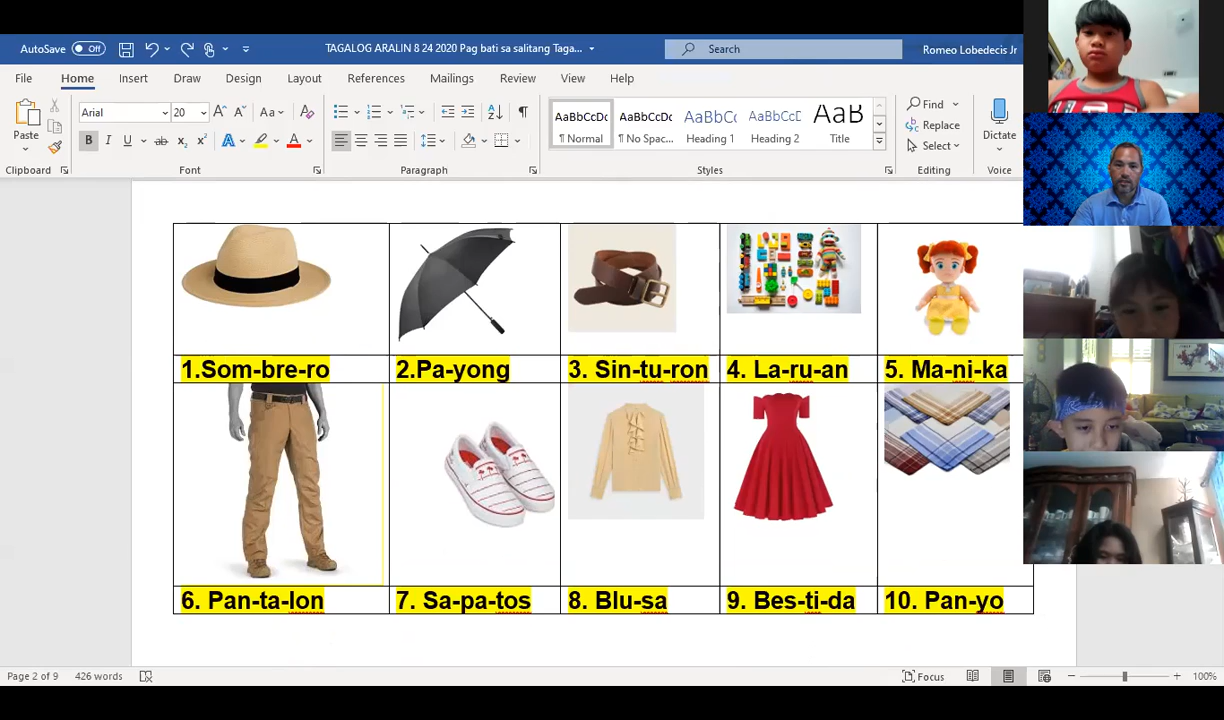 AutoSave Off TAGALOG ARALIN 8 24 2020 Pag bati sa salitang Taga... Search Romeo Lobedecis Jr
File Home Insert Draw Design Layout References Mailings Review View Help
Arial 20 Aa AaBbCcDc AaBbCcDc AaBbCc AaBbCcD AaB Find
Paste B I U ab x₂ x² A A ¶ Normal ¶ No Spac... Heading 1 Heading 2 Title Replace Dictate
Select
Clipboard Font Paragraph Styles Editing Voice
1.Som-bre-ro 2.Pa-yong 3. Sin-tu-ron 4. La-ru-an 5. Ma-ni-ka
6. Pan-ta-lon 7. Sa-pa-tos 8. Blu-sa 9. Bes-ti-da 10. Pan-yo
Page 2 of 9 426 words Focus 100%